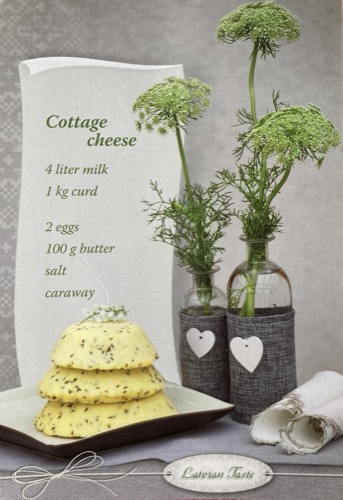 Cottage
cheese
4 liter milk
1 kg curd
2 eggs
100 g butter
salt
caraway
Latvian Taste